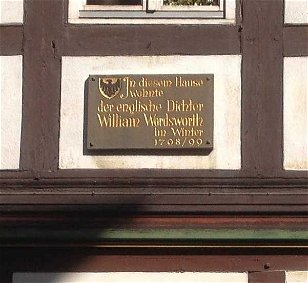 In diesem Hause
wohnte
der englische Dichter
William Wordsworth
im Winter
1798/99